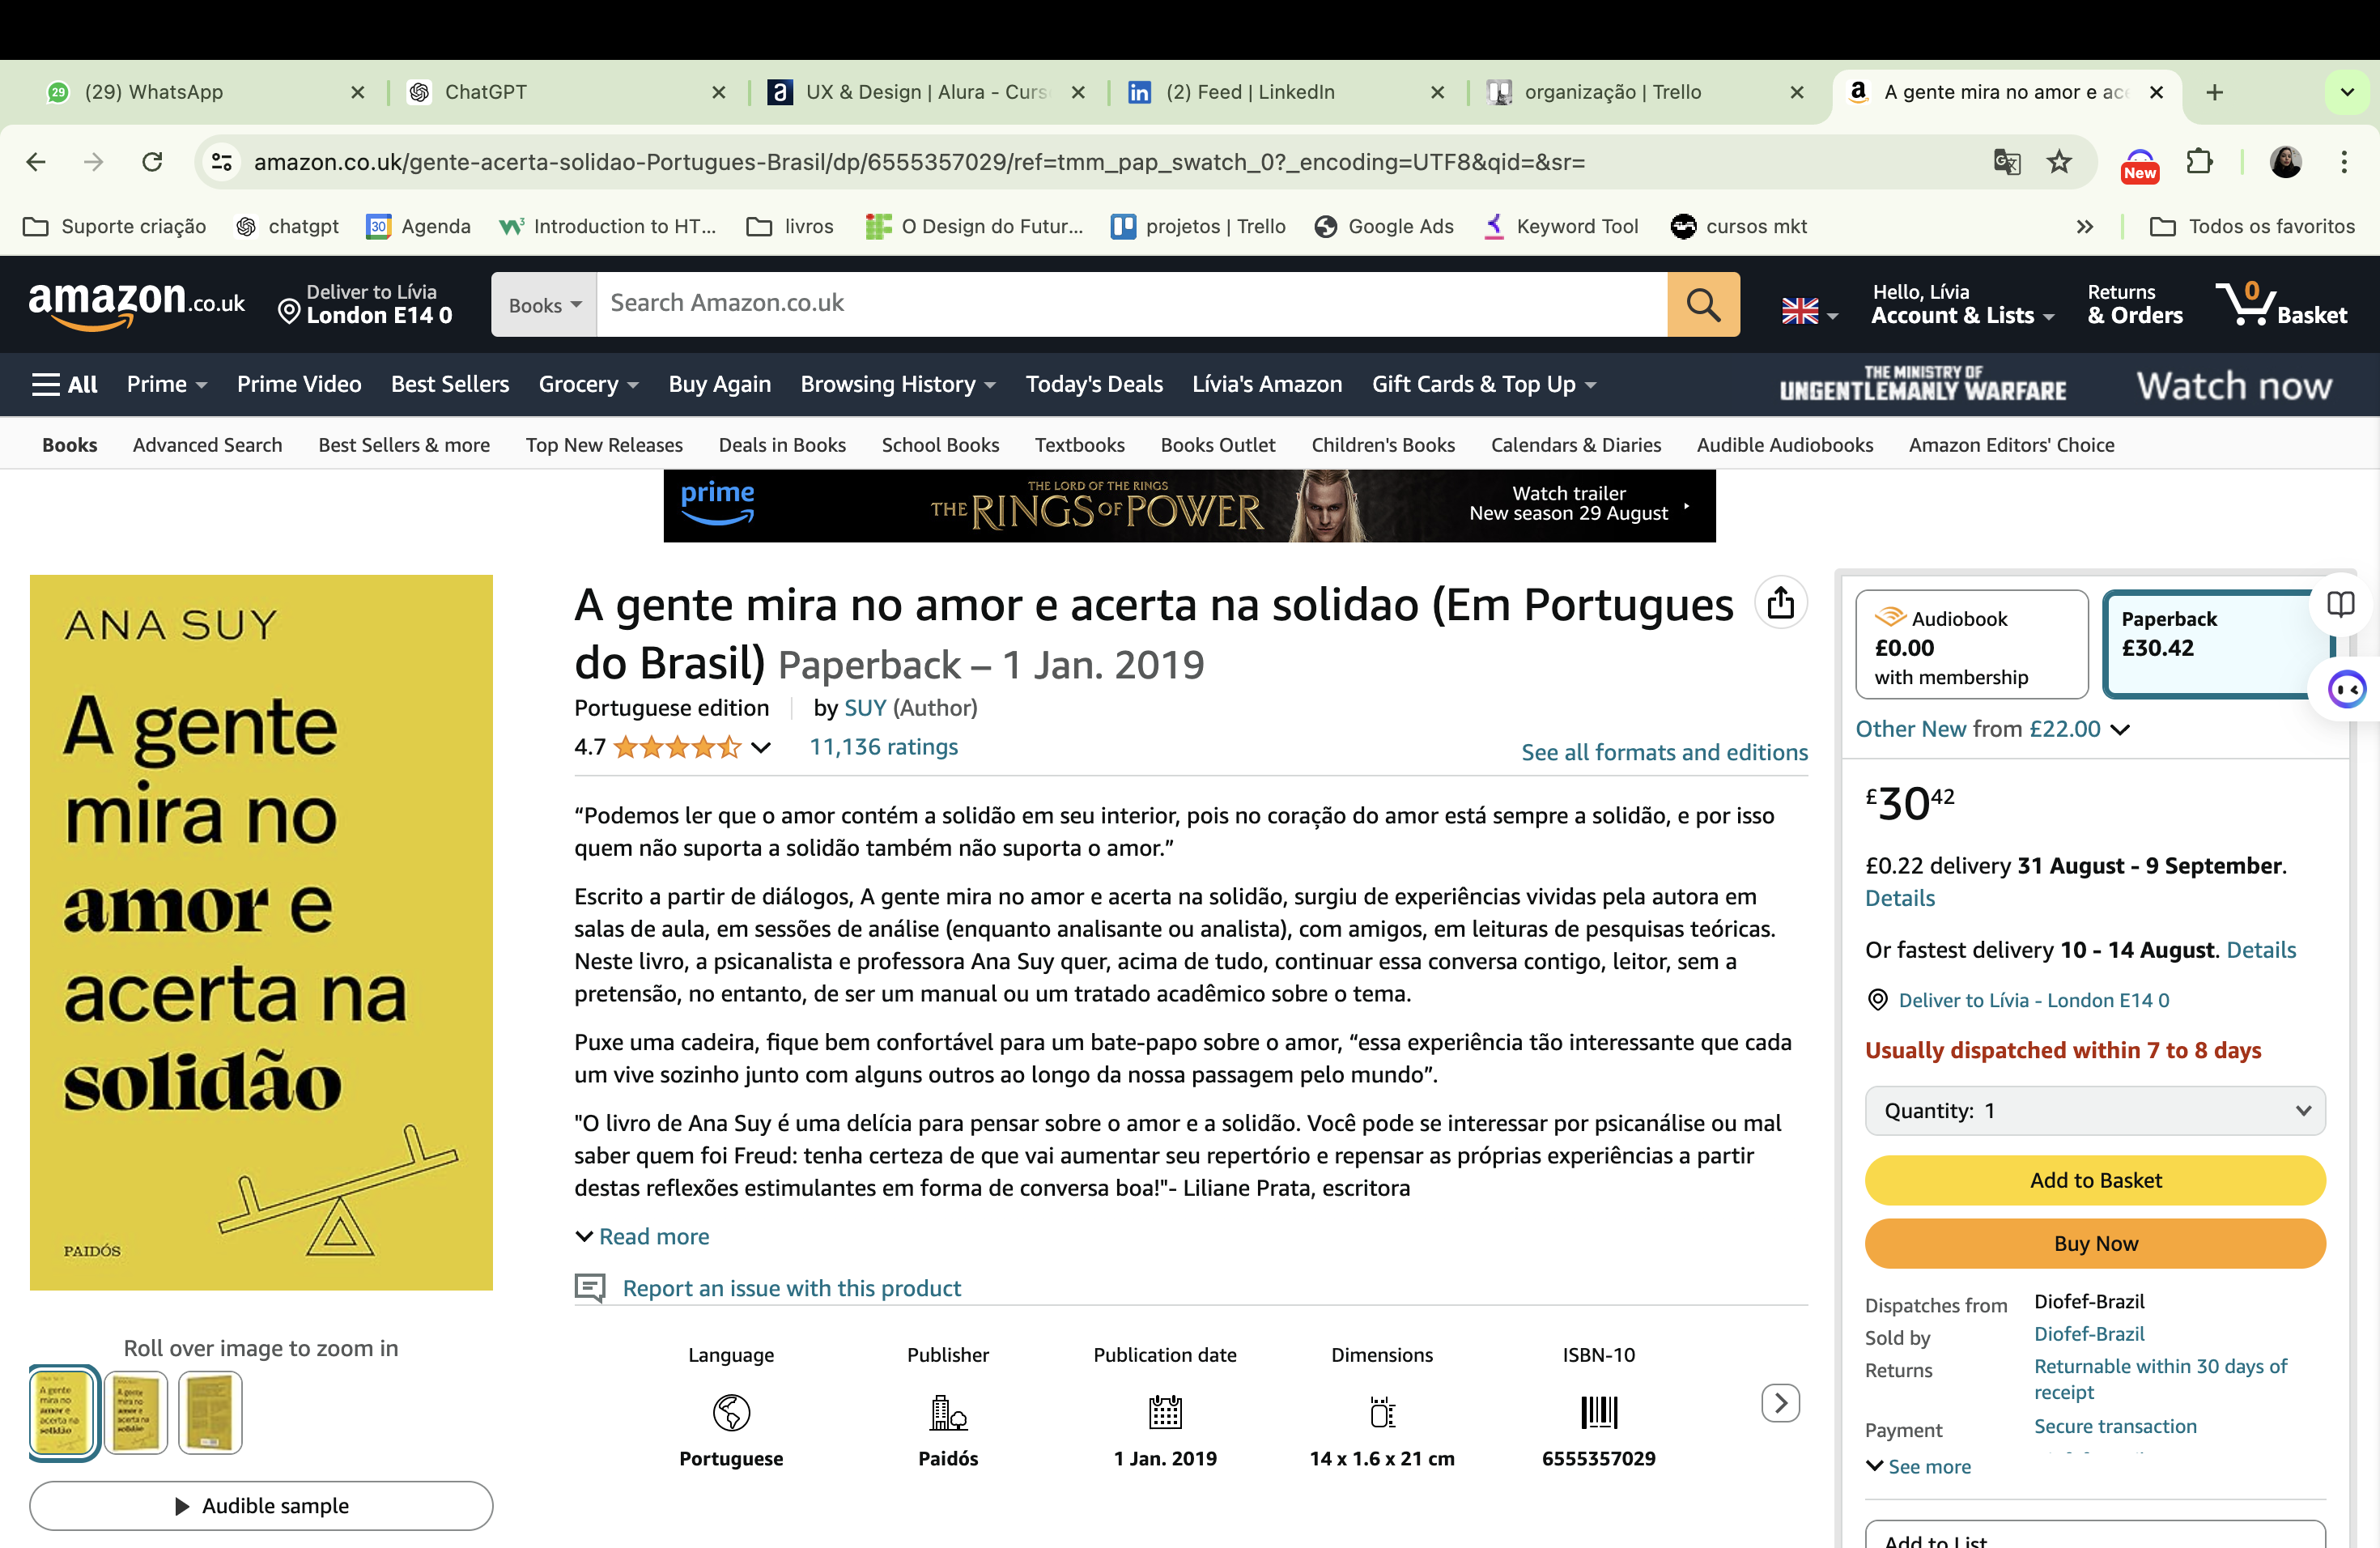 (29) WhatsApp
ChatGPT
UX & Design | Alura - Curs
(2) Feed | LinkedIn
organização | Trello
A gente mira no amor e ace
amazon.co.uk/gente-acerta-solidao-Portugues-Brasil/dp/6555357029/ref=tmm_pap_swatch_0?_encoding=UTF8&qid=&sr=
New
Suporte criação
chatgpt
Agenda
Introduction to HT...
livros
O Design do Futur...
projetos | Trello
Google Ads
Keyword Tool
cursos mkt
Todos os favoritos
amazon.co.uk
Deliver to Lívia
London E14 0
Books
Search Amazon.co.uk
Hello, Lívia
Account & Lists
Returns
& Orders
0
Basket
All
Prime
Prime Video
Best Sellers
Grocery
Buy Again
Browsing History
Today's Deals
Lívia's Amazon
Gift Cards & Top Up
THE MINISTRY OF
UNGENTLEMANLY WARFARE
Watch now
Books
Advanced Search
Best Sellers & more
Top New Releases
Deals in Books
School Books
Textbooks
Books Outlet
Children's Books
Calendars & Diaries
Audible Audiobooks
Amazon Editors' Choice
prime
THE LORD OF THE RINGS
THE RINGS OF POWER
Watch trailer
New season 29 August
ANA SUY
A gente
mira no
amor e
acerta na
solidão
PAIDÓS
Roll over image to zoom in
Audible sample
A gente mira no amor e acerta na solidao (Em Portugues
do Brasil) Paperback – 1 Jan. 2019
Portuguese edition
by SUY (Author)
4.7
11,136 ratings
See all formats and editions
“Podemos ler que o amor contém a solidão em seu interior, pois no coração do amor está sempre a solidão, e por isso
quem não suporta a solidão também não suporta o amor.”
Escrito a partir de diálogos, A gente mira no amor e acerta na solidão, surgiu de experiências vividas pela autora em
salas de aula, em sessões de análise (enquanto analisante ou analista), com amigos, em leituras de pesquisas teóricas.
Neste livro, a psicanalista e professora Ana Suy quer, acima de tudo, continuar essa conversa contigo, leitor, sem a
pretensão, no entanto, de ser um manual ou um tratado acadêmico sobre o tema.
Puxe uma cadeira, fique bem confortável para um bate-papo sobre o amor, “essa experiência tão interessante que cada
um vive sozinho junto com alguns outros ao longo da nossa passagem pelo mundo”.
"O livro de Ana Suy é uma delícia para pensar sobre o amor e a solidão. Você pode se interessar por psicanálise ou mal
saber quem foi Freud: tenha certeza de que vai aumentar seu repertório e repensar as próprias experiências a partir
destas reflexões estimulantes em forma de conversa boa!"- Liliane Prata, escritora
Read more
Report an issue with this product
Language
Portuguese
Publisher
Paidós
Publication date
1 Jan. 2019
Dimensions
14 x 1.6 x 21 cm
ISBN-10
6555357029
Audiobook
£0.00
with membership
Paperback
£30.42
Other New from £22.00
£30 42
£0.22 delivery 31 August - 9 September.
Details
Or fastest delivery 10 - 14 August. Details
Deliver to Lívia - London E14 0
Usually dispatched within 7 to 8 days
Quantity: 1
Add to Basket
Buy Now
Dispatches from
Diofef-Brazil
Sold by
Diofef-Brazil
Returns
Returnable within 30 days of
receipt
Payment
Secure transaction
See more
Add to List